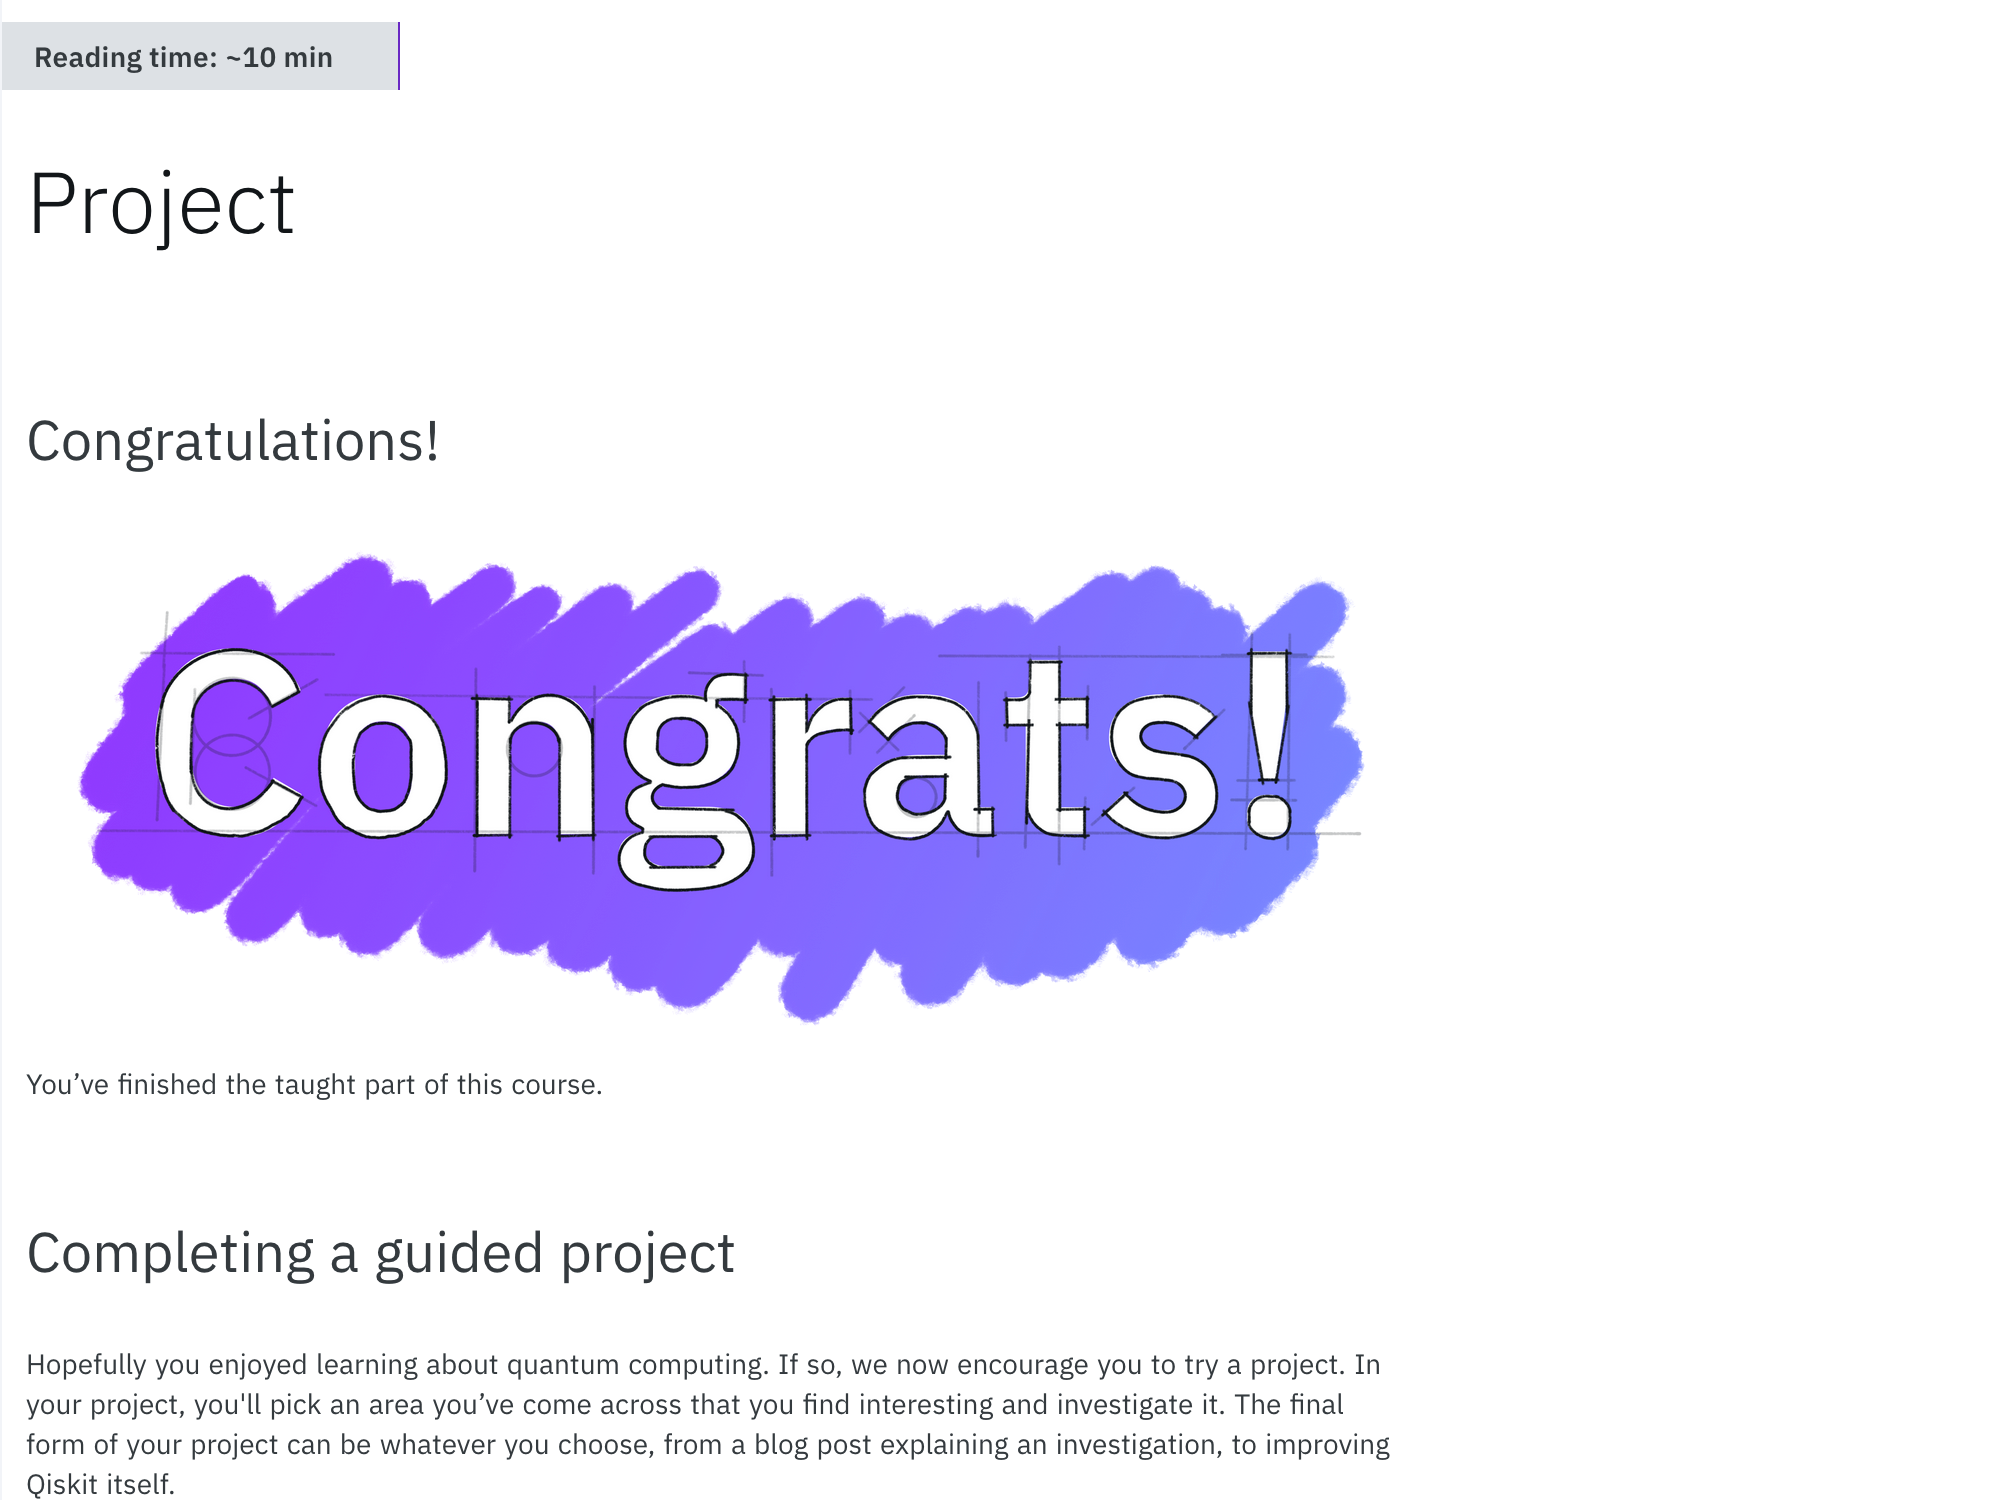 Reading time: ~10 min
Project
Congratulations!
Congrats!
You’ve finished the taught part of this course.
Completing a guided project
Hopefully you enjoyed learning about quantum computing. If so, we now encourage you to try a project. In
your project, you'll pick an area you’ve come across that you find interesting and investigate it. The final
form of your project can be whatever you choose, from a blog post explaining an investigation, to improving
Qiskit itself.